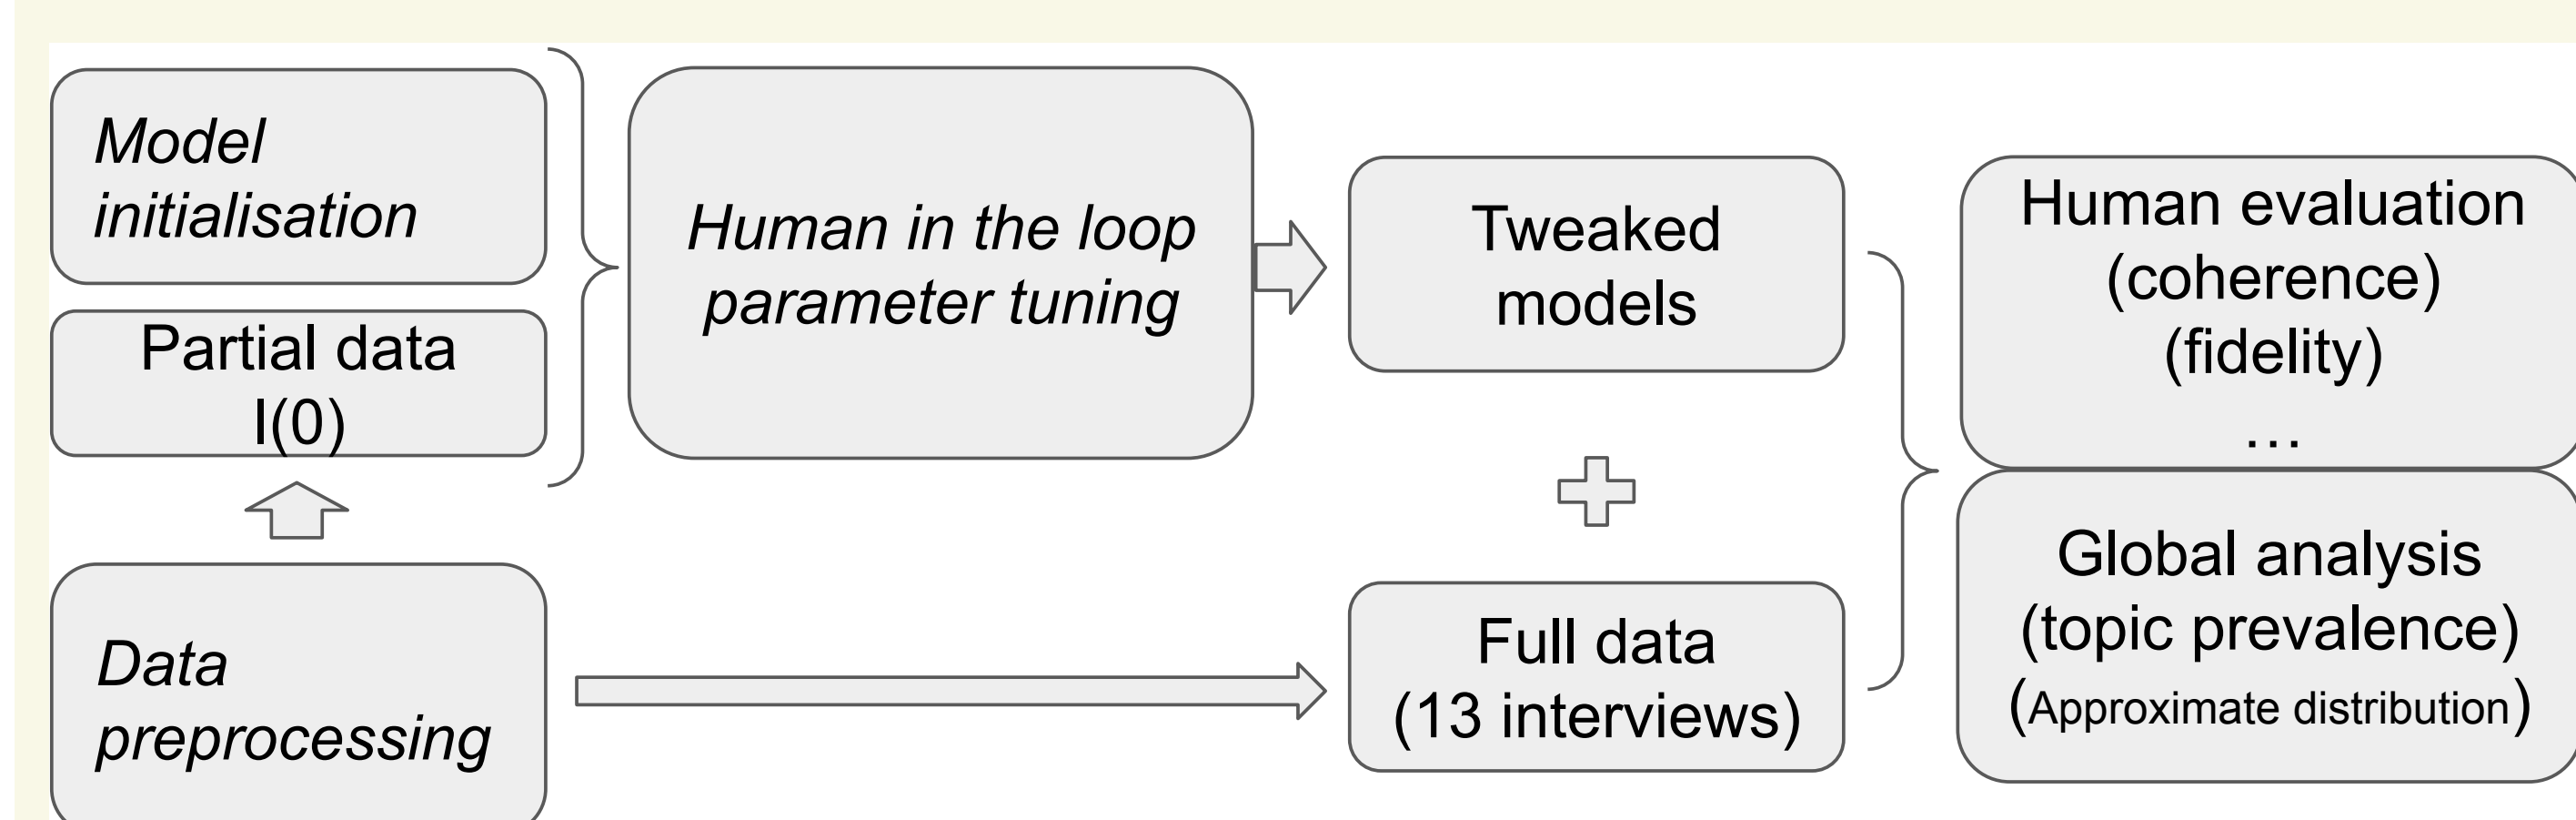 Model
initialisation
Partial data
I(0)
Data
preprocessing
Human in the loop
parameter tuning
Tweaked
models
Full data
(13 interviews)
Human evaluation
(coherence)
(fidelity)
…
Global analysis
(topic prevalence)
(Approximate distribution)